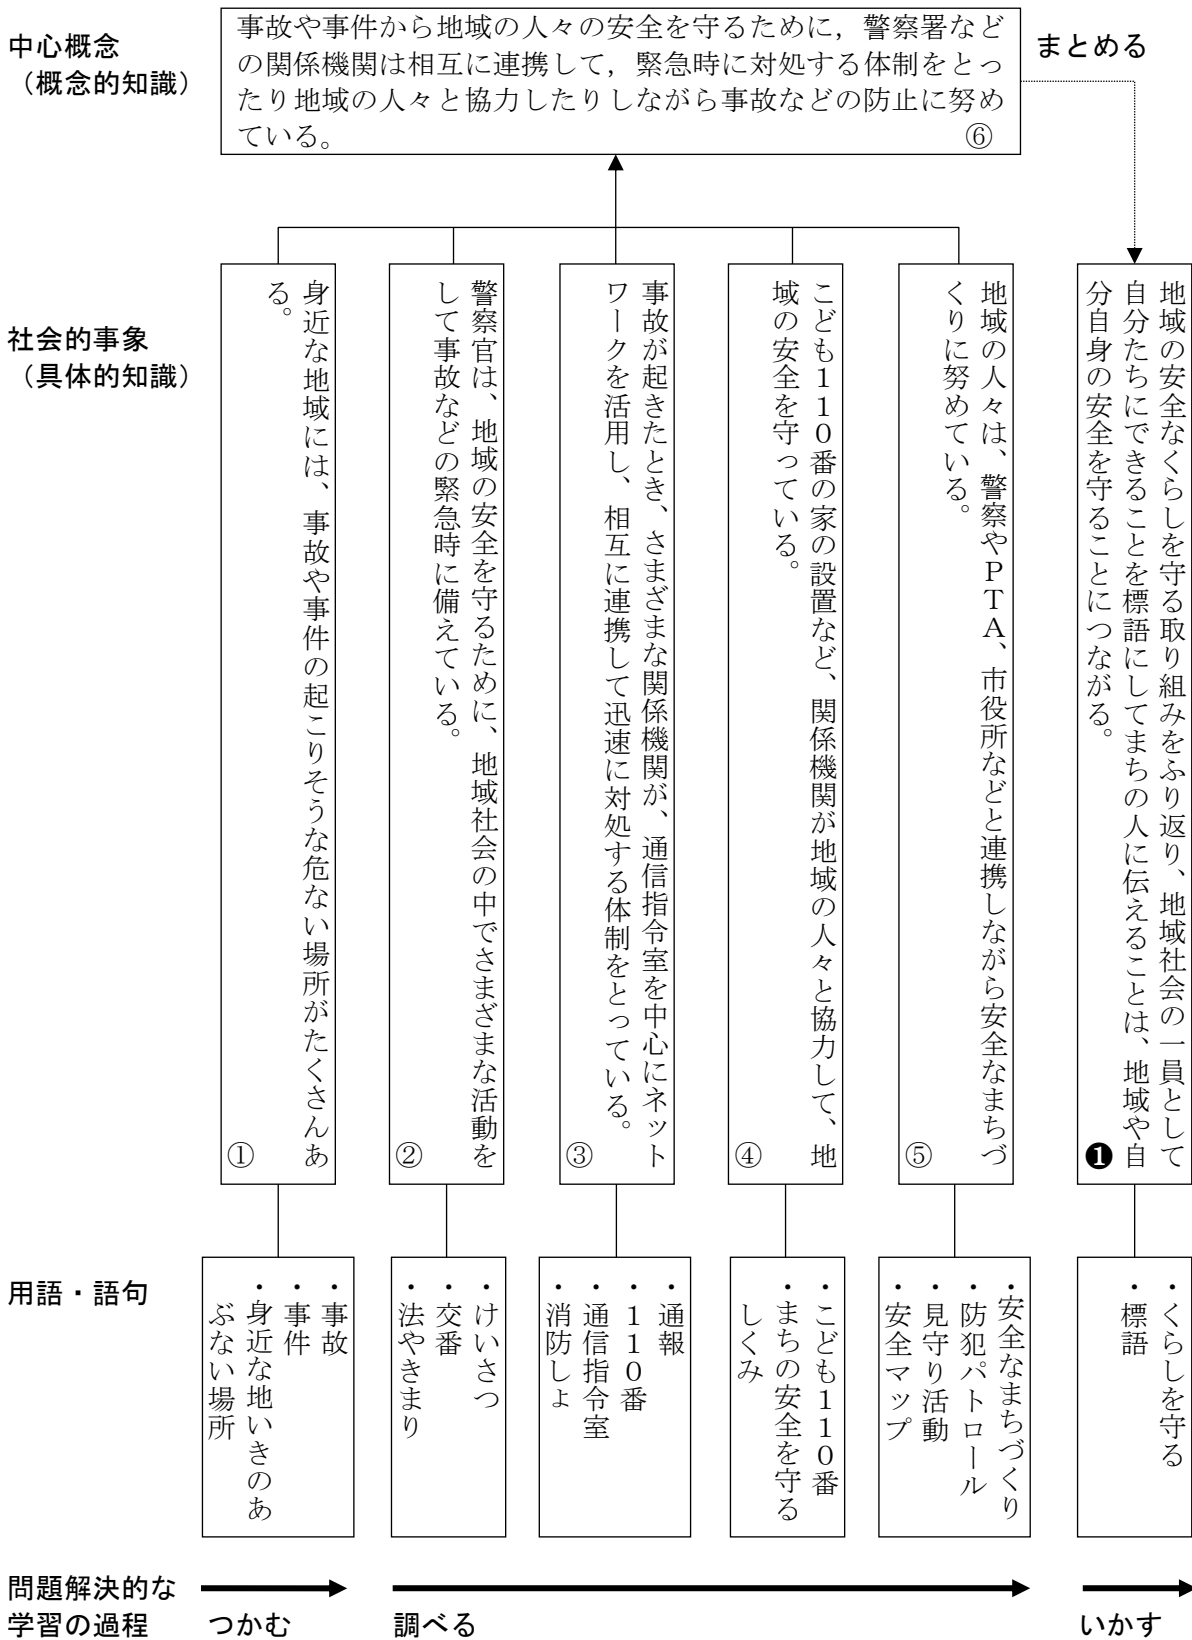 中心概念
（概念的知識）
事故や事件から地域の人々の安全を守るために，警察署など
の関係機関は相互に連携して，緊急時に対処する体制をとっ
たり地域の人々と協力したりしながら事故などの防止に努め
ている。 ⑥
まとめる
社会的事象
（具体的知識）
身近な地域には、事故や事件の起こりそうな危ない場所がたくさんあ
る。
①
警察官は、地域の安全を守るために、地域社会の中でさまざまな活動を
して事故などの緊急時に備えている。
②
事故が起きたとき、さまざまな関係機関が、通信指令室を中心にネット
ワークを活用し、相互に連携して迅速に対処する体制をとっている。
③
こども１１０番の家の設置など、関係機関が地域の人々と協力して、地
域の安全を守っている。
④
地域の人々は、警察やＰＴＡ、市役所などと連携しながら安全なまちづ
くりに努めている。
⑤
地域の安全なくらしを守る取り組みをふり返り、地域社会の一員として
自分たちにできることを標語にしてまちの人に伝えることは、地域や自
分自身の安全を守ることにつながる。
❶
用語・語句
・事故
・事件
・身近な地いきのあ
ぶない場所
・けいさつ
・交番
・法やきまり
・通報
・１１０番
・通信指令室
・消防しょ
・こども１１０番
・まちの安全を守る
しくみ
・安全なまちづくり
・防犯パトロール
・見守り活動
・安全マップ
・くらしを守る
・標語
問題解決的な
学習の過程
つかむ
調べる
いかす